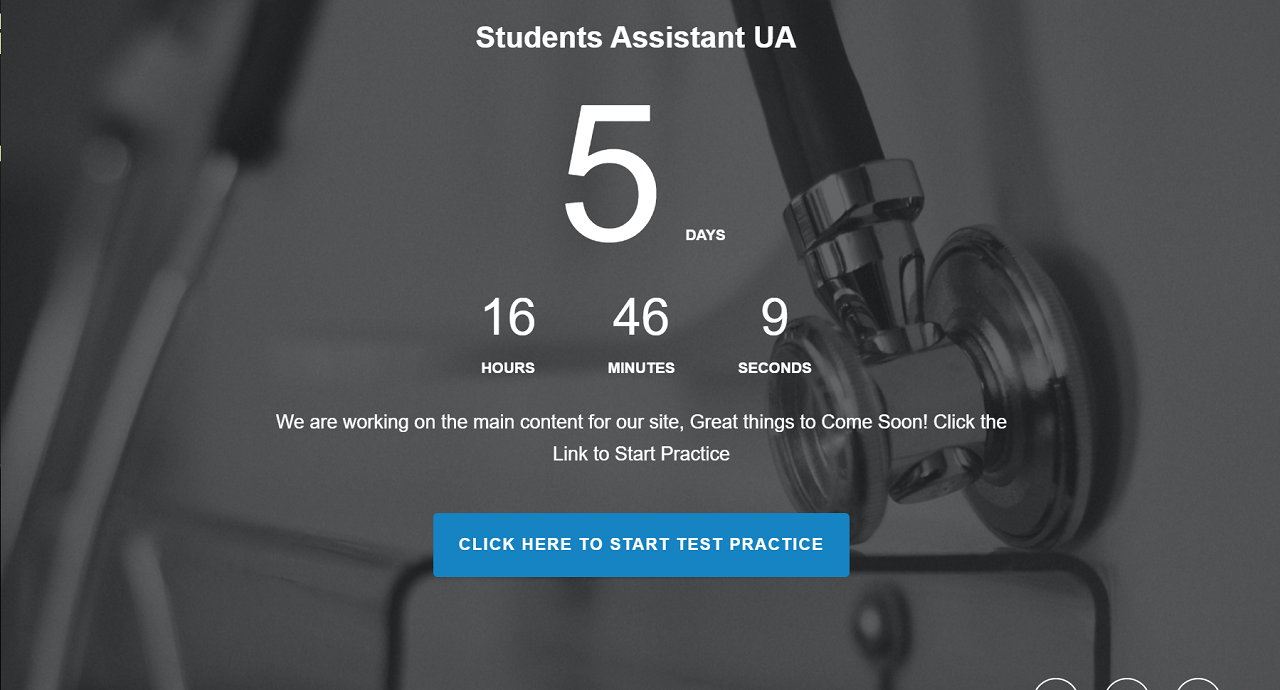 Students Assistant UA
5 DAYS
16 46 9
HOURS MINUTES SECONDS
We are working on the main content for our site, Great things to Come Soon! Click the
Link to Start Practice
CLICK HERE TO START TEST PRACTICE